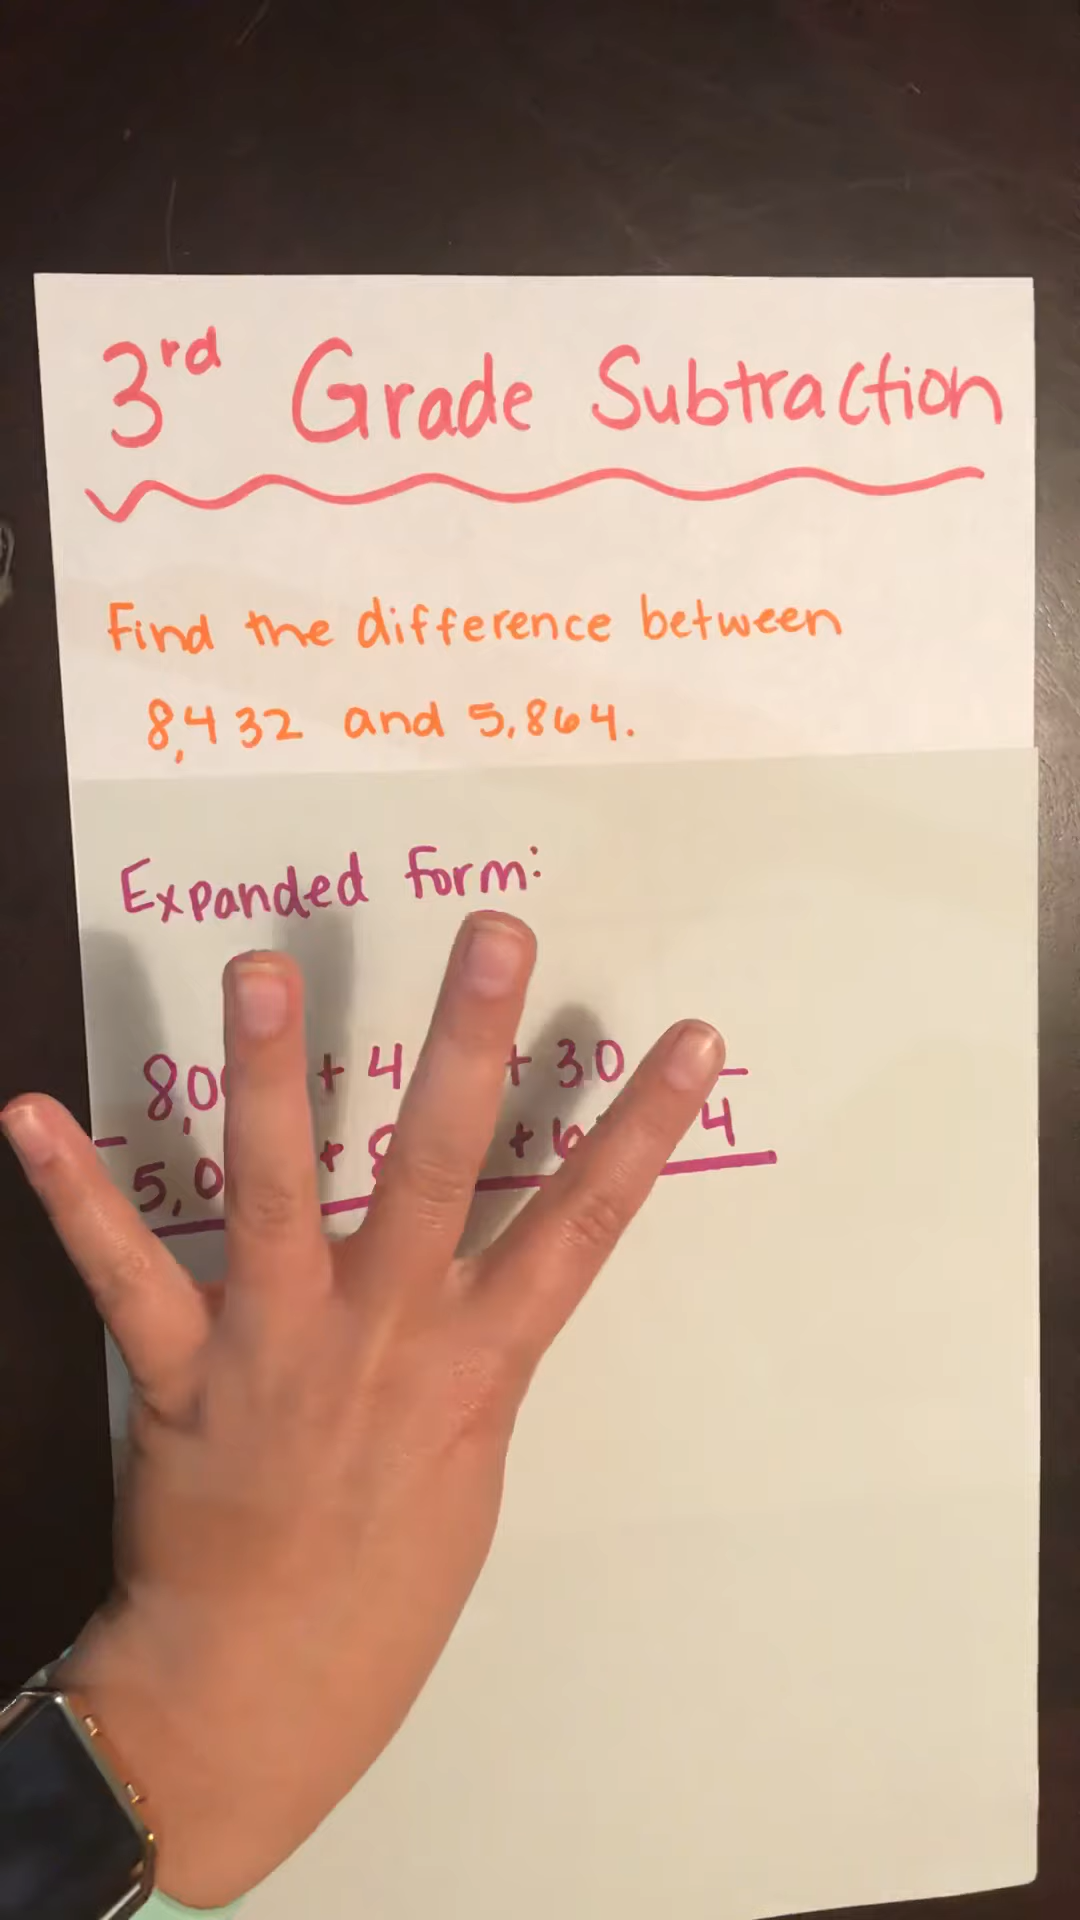 3rd Grade Subtraction
Find the difference between
8,432 and 5,864.
Expanded form:
8,0 + 4 + 30
- 5,0 + + 4